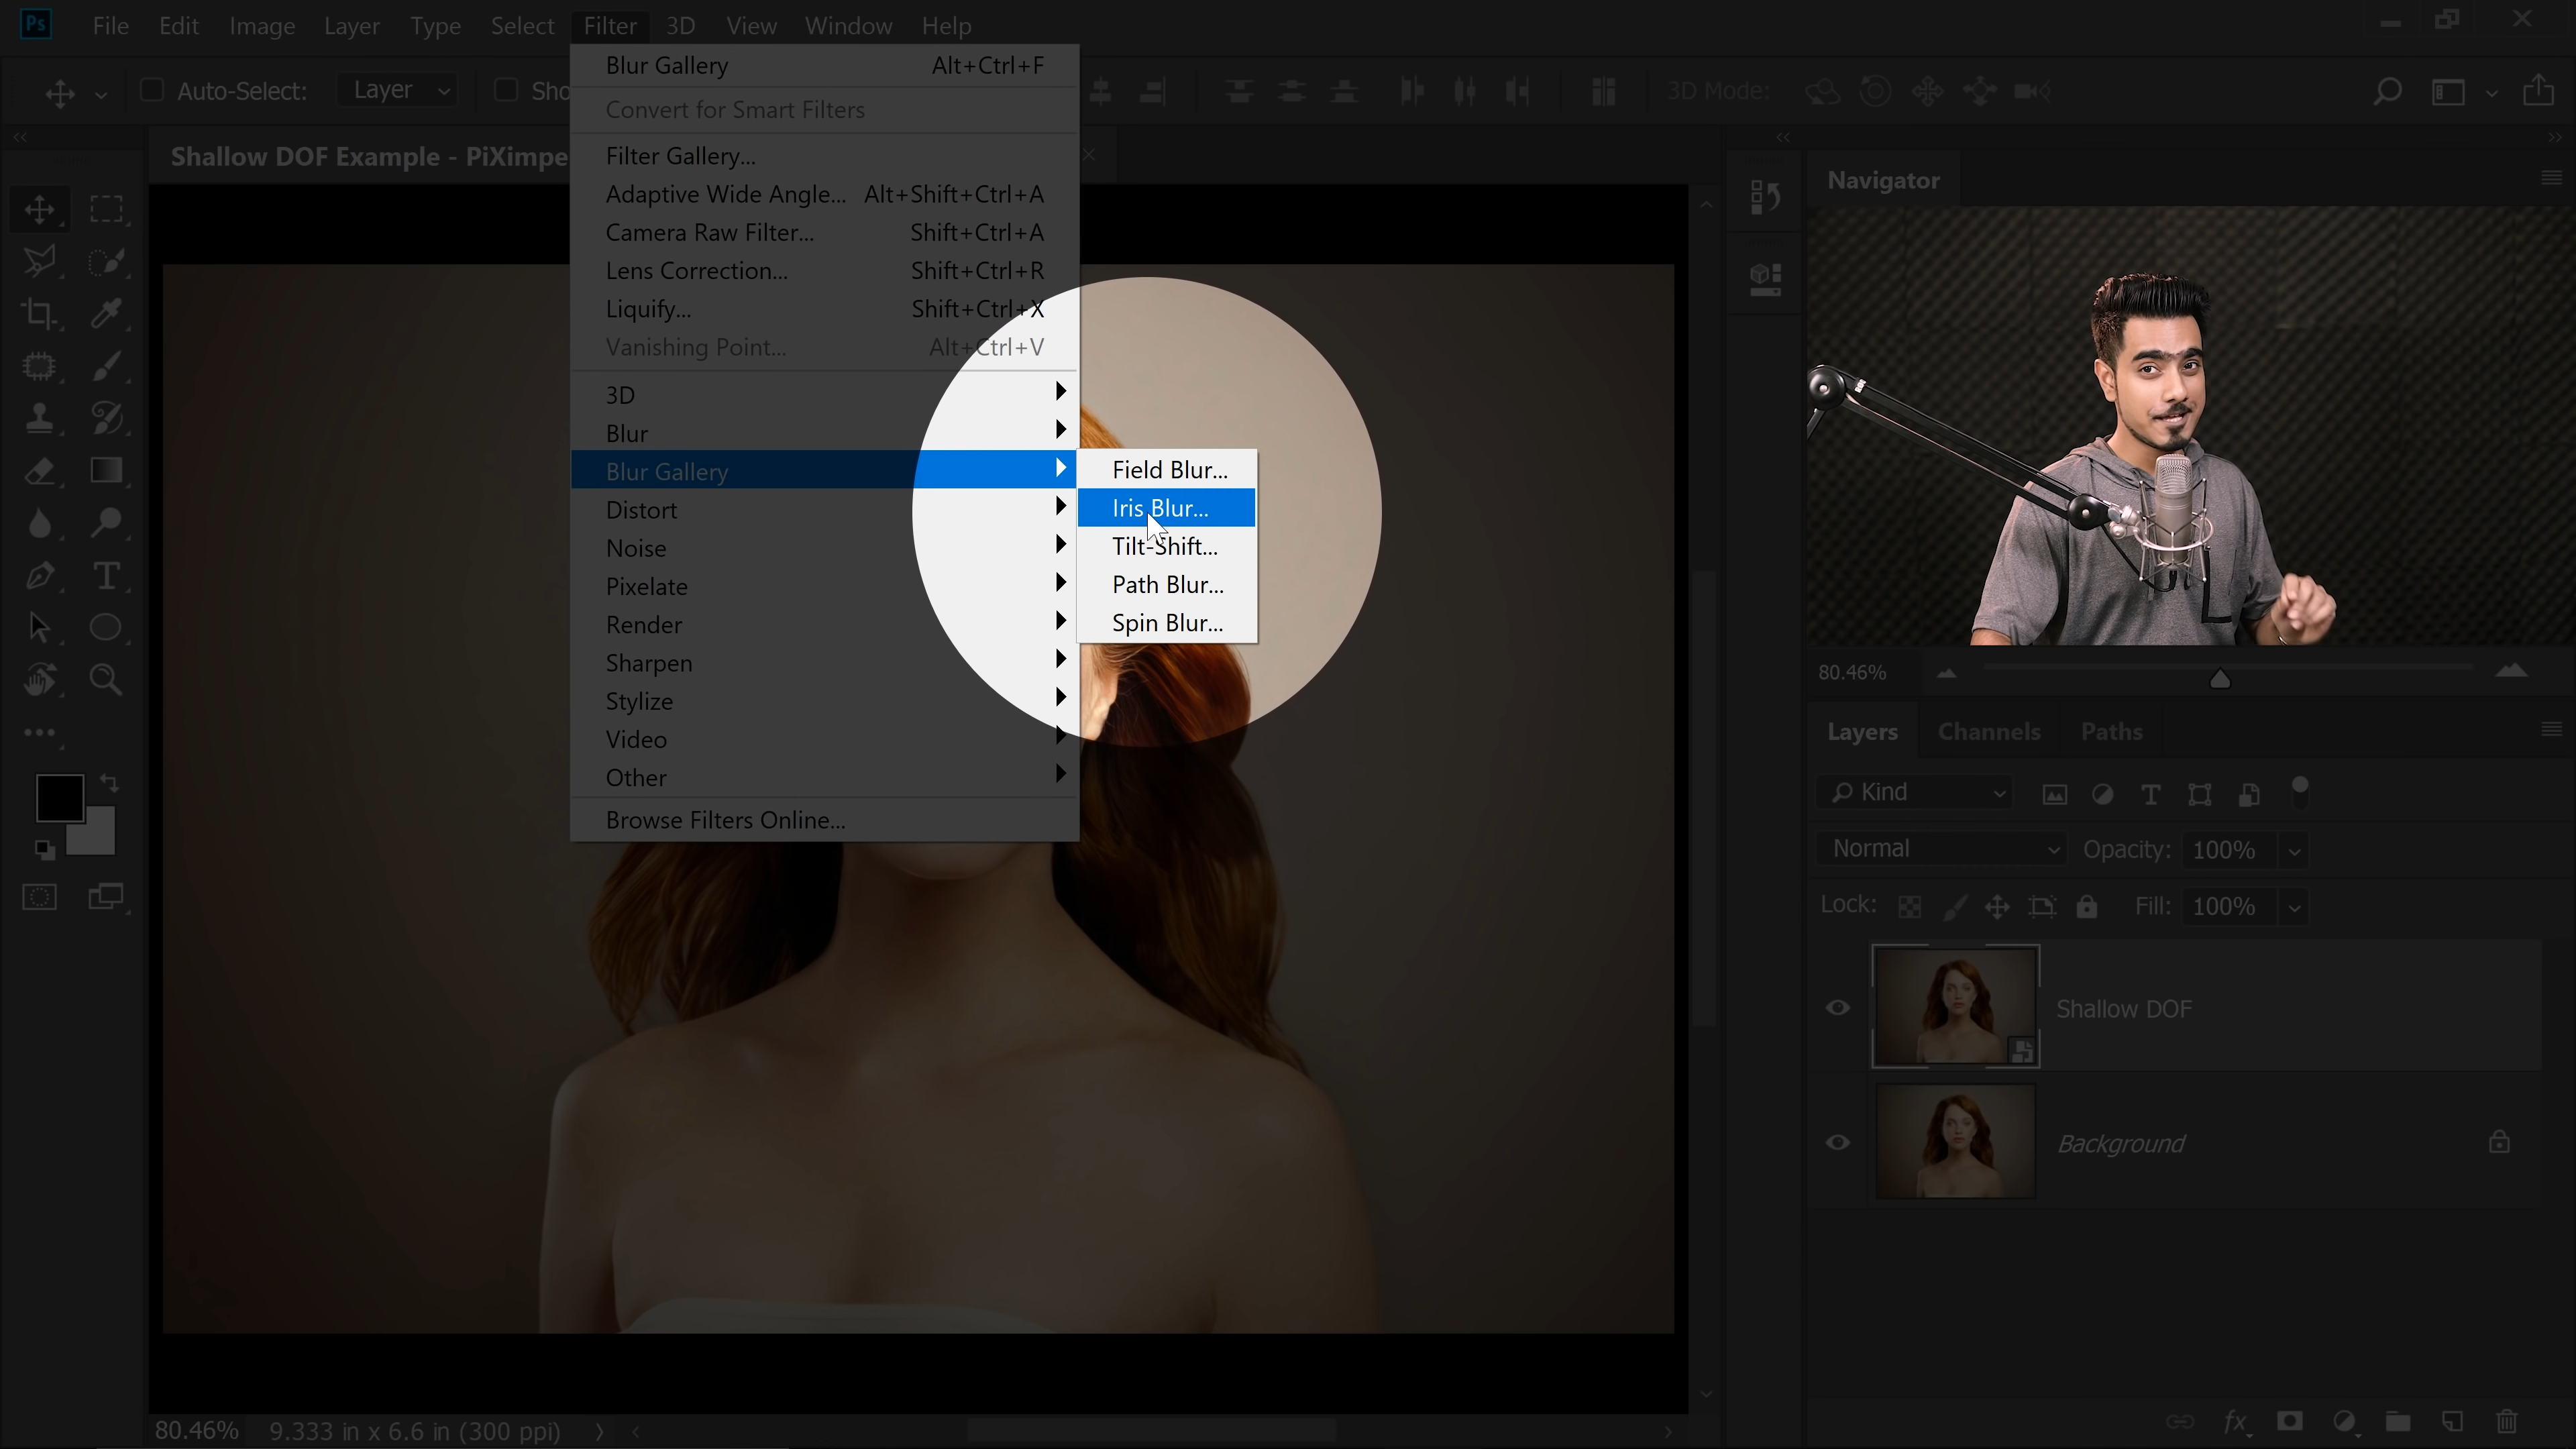 Ps File Edit Image Layer Type Select Filter 3D View Window Help
Auto-Select: Layer Sho 3D Mode:
Shallow DOF Example - PiXimpe
Blur Gallery Alt+Ctrl+F
Convert for Smart Filters
Filter Gallery...
Adaptive Wide Angle... Alt+Shift+Ctrl+A
Camera Raw Filter... Shift+Ctrl+A
Lens Correction... Shift+Ctrl+R
Liquify... Shift+Ctrl+X
Vanishing Point... Alt+Ctrl+V
3D
Blur
Blur Gallery
Distort
Noise
Pixelate
Render
Sharpen
Stylize
Video
Other
Browse Filters Online...
Field Blur...
Iris Blur...
Tilt-Shift...
Path Blur...
Spin Blur...
Navigator
80.46%
Layers Channels Paths
Kind
Normal Opacity: 100%
Lock: Fill: 100%
Shallow DOF
Background
fx
80.46% 9.333 in x 6.6 in (300 ppi)